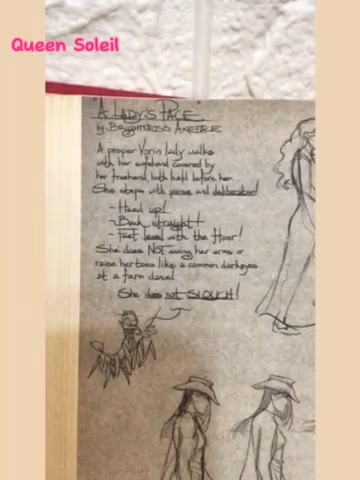 Queen Soleil
"A LADY'S PACE"
by BRIGHTNESS AXEFACE
A proper Vorin lady walks
with her safehand covered by
her freehand, both held before her.
She steps with poise and deliberation!
- Head up!
- Back straight!
- Feet level with the floor!
She does NOT swing her arms or
raise her toes like a common darkeyes
at a farm dance!
She does not SLOUCH!